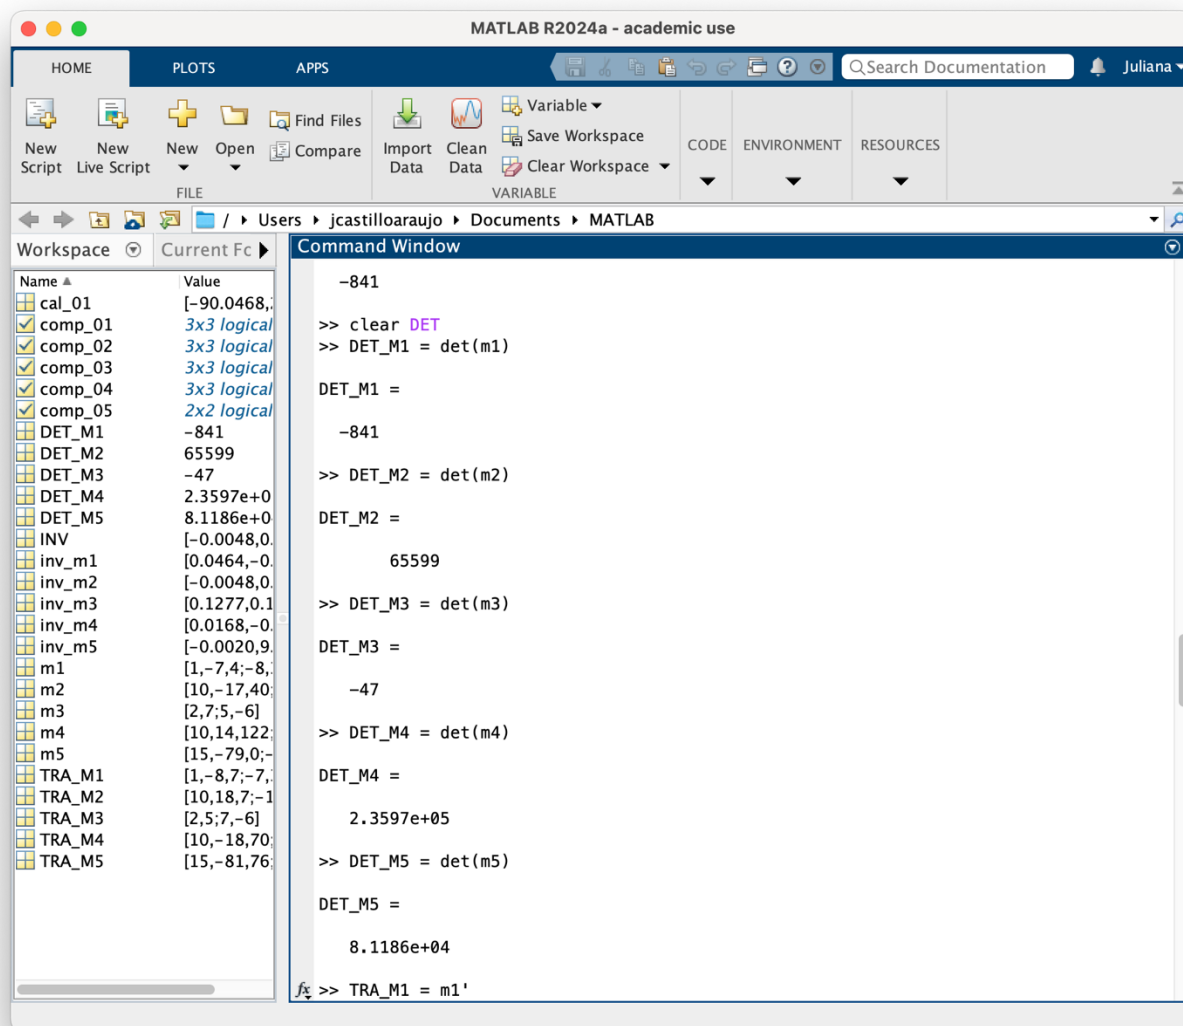 MATLAB R2024a - academic use
HOME PLOTS APPS Search Documentation Juliana
New Script
New Live Script
New
Open
Find Files
Compare
FILE
Import Data
Clean Data
Variable
Save Workspace
Clear Workspace
VARIABLE
CODE
ENVIRONMENT
RESOURCES
/ Users jcastilloaraujo Documents MATLAB
Workspace Current Fc
Name Value
cal_01 [-90.0468,
comp_01 3x3 logical
comp_02 3x3 logical
comp_03 3x3 logical
comp_04 3x3 logical
comp_05 2x2 logical
DET_M1 -841
DET_M2 65599
DET_M3 -47
DET_M4 2.3597e+0
DET_M5 8.1186e+0
INV [-0.0048,0.
inv_m1 [0.0464,-0.
inv_m2 [-0.0048,0.
inv_m3 [0.1277,0.1
inv_m4 [0.0168,-0.
inv_m5 [-0.0020,9.
m1 [1,-7,4;-8,
m2 [10,-17,40;
m3 [2,7;5,-6]
m4 [10,14,122;
m5 [15,-79,0;-
TRA_M1 [1,-8,7;-7,
TRA_M2 [10,18,7;-1
TRA_M3 [2,5;7,-6]
TRA_M4 [10,-18,70;
TRA_M5 [15,-81,76;
Command Window
-841
>> clear DET
>> DET_M1 = det(m1)
DET_M1 =
-841
>> DET_M2 = det(m2)
DET_M2 =
65599
>> DET_M3 = det(m3)
DET_M3 =
-47
>> DET_M4 = det(m4)
DET_M4 =
2.3597e+05
>> DET_M5 = det(m5)
DET_M5 =
8.1186e+04
fx >> TRA_M1 = m1'